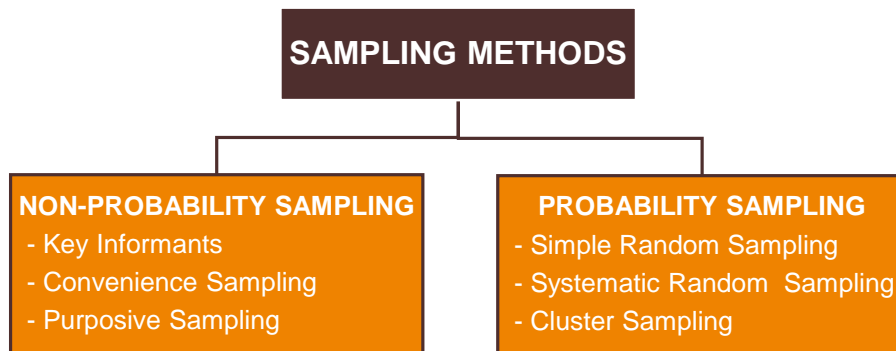 SAMPLING METHODS
NON-PROBABILITY SAMPLING
- Key Informants
- Convenience Sampling
- Purposive Sampling
PROBABILITY SAMPLING
- Simple Random Sampling
- Systematic Random  Sampling
- Cluster Sampling